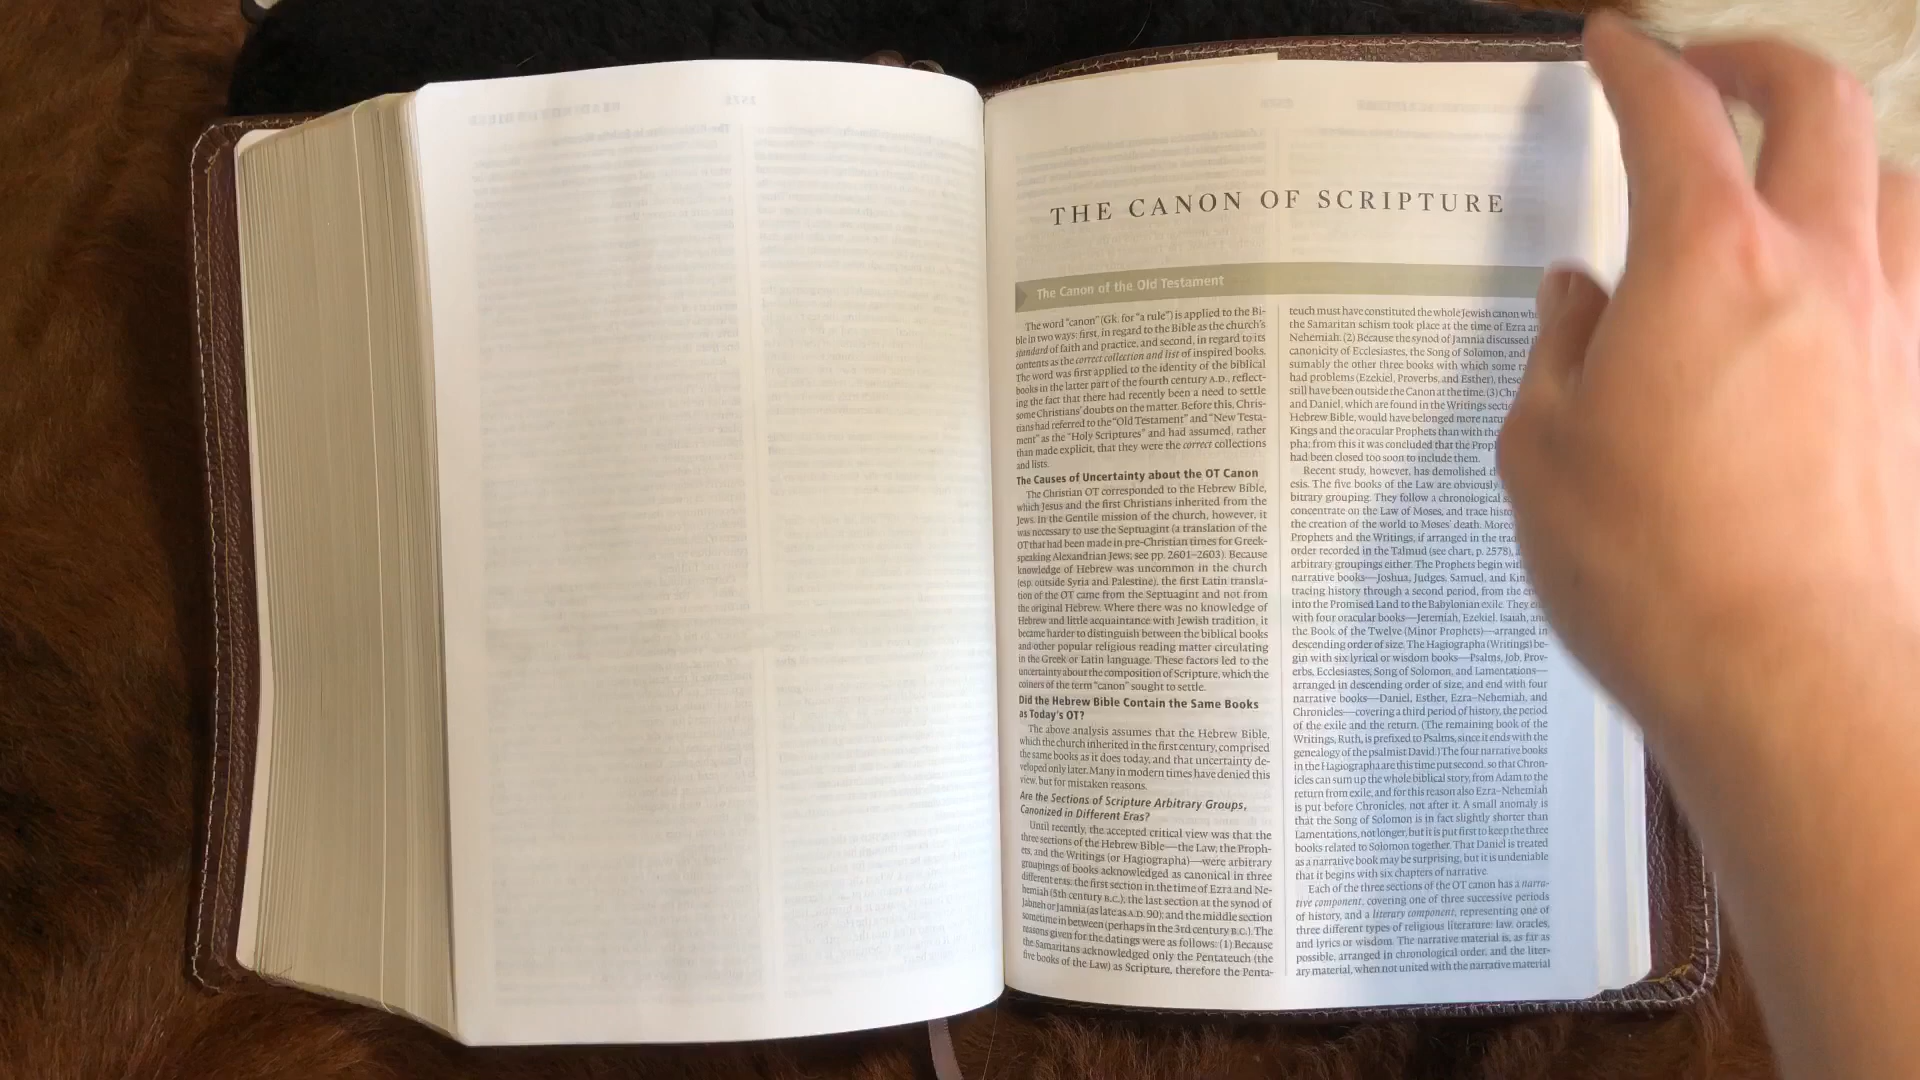 THE CANON OF SCRIPTURE
The Canon of the Old Testament
The word "canon" (Gk. for "a rule") is applied to the Bi-
ble in two ways: first, in regard to the Bible as the church's
standard of faith and practice, and second, in regard to its
contents as the correct collection and list of inspired books.
The word was first applied to the identity of the biblical
books in the latter part of the fourth century A.D., reflect-
ing the fact that there had recently been a need to settle
some Christians' doubts on the matter. Before this, Chris-
tians had referred to the "Old Testament" and "New Testa-
ment" as the "Holy Scriptures" and had assumed, rather
than made explicit, that they were the correct collections
and lists.
The Causes of Uncertainty about the OT Canon
The Christian OT corresponded to the Hebrew Bible,
which Jesus and the first Christians inherited from the
Jews. In the Gentile mission of the church, however, it
was necessary to use the Septuagint (a translation of the
OT that had been made in pre-Christian times for Greek-
speaking Alexandrian Jews; see pp. 2601–2603). Because
knowledge of Hebrew was uncommon in the church
(esp. outside Syria and Palestine), the first Latin transla-
tion of the OT came from the Septuagint and not from
the original Hebrew. Where there was no knowledge of
Hebrew and little acquaintance with Jewish tradition, it
became harder to distinguish between the biblical books
and other popular religious reading matter circulating
in the Greek or Latin language. These factors led to the
uncertainty about the composition of Scripture, which the
coiners of the term "canon" sought to settle.
Did the Hebrew Bible Contain the Same Books
as Today's OT?
The above analysis assumes that the Hebrew Bible,
which the church inherited in the first century, comprised
the same books as it does today, and that uncertainty de-
veloped only later. Many in modern times have denied this
view, but for mistaken reasons.
Are the Sections of Scripture Arbitrary Groups,
Canonized in Different Eras?
Until recently, the accepted critical view was that the
three sections of the Hebrew Bible—the Law, the Proph-
ets, and the Writings (or Hagiographa)—were arbitrary
groupings of books acknowledged as canonical in three
different eras: the first section in the time of Ezra and Ne-
hemiah (5th century B.C.), the last section at the synod of
Jabneh or Jamnia (as late as A.D. 90); and the middle section
sometime in between (perhaps in the 3rd century B.C.). The
reasons given for the datings were as follows: (1) Because
the Samaritans acknowledged only the Pentateuch (the
five books of the Law) as Scripture, therefore the Penta-
teuch must have constituted the whole Jewish canon
the Samaritan schism took place at the time of Ezra
Nehemiah. (2) Because the synod of Jamnia discussed
canonicity of Ecclesiastes, the Song of Solomon, and
sumably the other three books with which some
had problems (Ezekiel, Proverbs, and Esther), these
still have been outside the Canon at the time. (3)
and Daniel, which are found in the Writings
Hebrew Bible, would have belonged more
Kings and the oracular Prophets than with the
pha; from this it was concluded that the
had been closed too soon to include them.
Recent study, however, has demolished
esis. The five books of the Law are obviously
bitrary grouping. They follow a chronological
concentrate on the Law of Moses, and trace
the creation of the world to Moses' death.
Prophets and the Writings, if arranged in the
order recorded in the Talmud (see chart, p. 2578),
arbitrary groupings either. The Prophets begin
narrative books—Joshua, Judges, Samuel, and
tracing history through a second period, from the
into the Promised Land to the Babylonian exile. They
with four oracular books—Jeremiah, Ezekiel, Isaiah, and
the Book of the Twelve (Minor Prophets)—arranged in
descending order of size. The Hagiographa (Writings) be-
gin with six lyrical or wisdom books—Psalms, Job, Prov-
erbs, Ecclesiastes, Song of Solomon, and Lamentations—
arranged in descending order of size, and end with four
narrative books—Daniel, Esther, Ezra–Nehemiah, and
Chronicles—covering a third period of history, the period
of the exile and the return. (The remaining book of the
Writings, Ruth, is prefixed to Psalms, since it ends with the
genealogy of the psalmist David.) The four narrative books
in the Hagiographa are this time put second, so that Chron-
icles can sum up the whole biblical story, from Adam to the
return from exile, and for this reason also Ezra–Nehemiah
is put before Chronicles, not after it. A small anomaly is
that the Song of Solomon is in fact slightly shorter than
Lamentations, not longer, but it is put first to keep the three
books related to Solomon together. That Daniel is treated
as a narrative book may be surprising, but it is undeniable
that it begins with six chapters of narrative.
Each of the three sections of the OT canon has a narra-
tive component, covering one of three successive periods
of history, and a literary component, representing one of
three different types of religious literature: law, oracles,
and lyrics or wisdom. The narrative material is, as far as
possible, arranged in chronological order, and the liter-
ary material, when not united with the narrative material